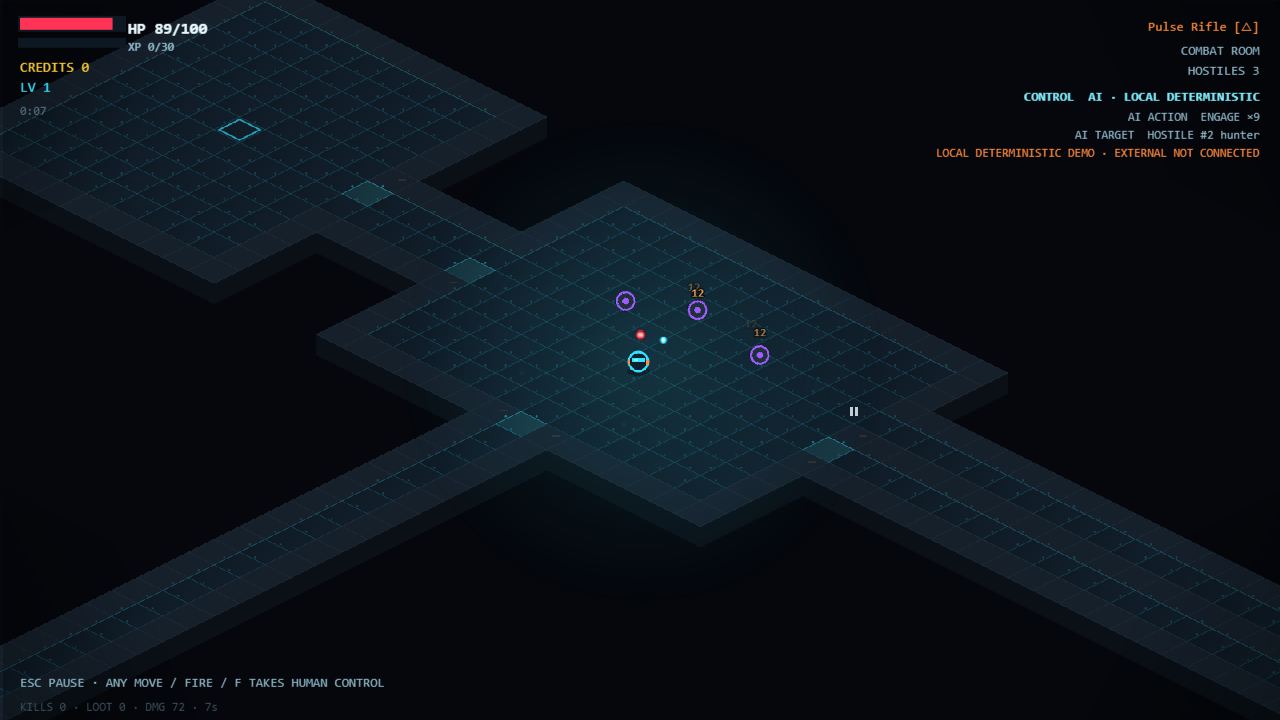 HP 89/100
XP 0/30
CREDITS 0
LV 1
0:07
Pulse Rifle [△]
COMBAT ROOM
HOSTILES 3
CONTROL AI · LOCAL DETERMINISTIC
AI ACTION ENGAGE ×9
AI TARGET HOSTILE #2 hunter
LOCAL DETERMINISTIC DEMO · EXTERNAL NOT CONNECTED
12
12
12
12
ESC PAUSE · ANY MOVE / FIRE / F TAKES HUMAN CONTROL
KILLS 0 · LOOT 0 · DMG 72 · 7s